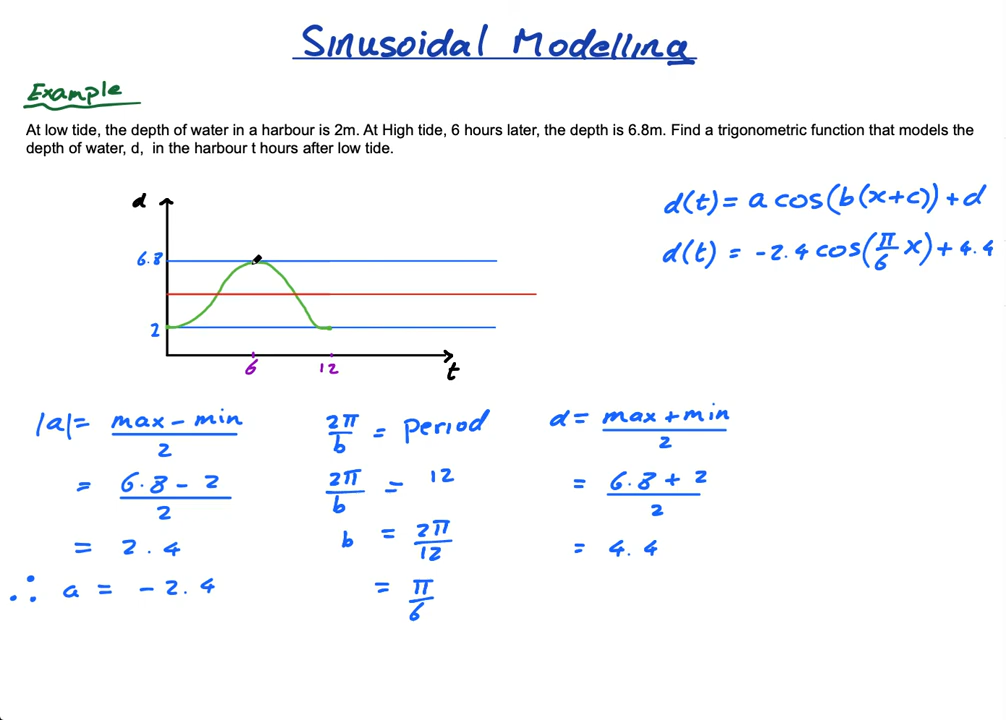 Sinusoidal Modelling
Example
At low tide, the depth of water in a harbour is 2m. At High tide, 6 hours later, the depth is 6.8m. Find a trigonometric function that models the
depth of water, d, in the harbour t hours after low tide.
d(t) = a cos(b(x+c)) + d
d(t) = -2.4 cos(π/6 x) + 4.4
d
6.8
2
6
12
t
|a| = max - min / 2
= 6.8 - 2 / 2
= 2.4
∴ a = -2.4
2π/b = period
2π/b = 12
b = 2π/12
= π/6
d = max + min / 2
= 6.8 + 2 / 2
= 4.4